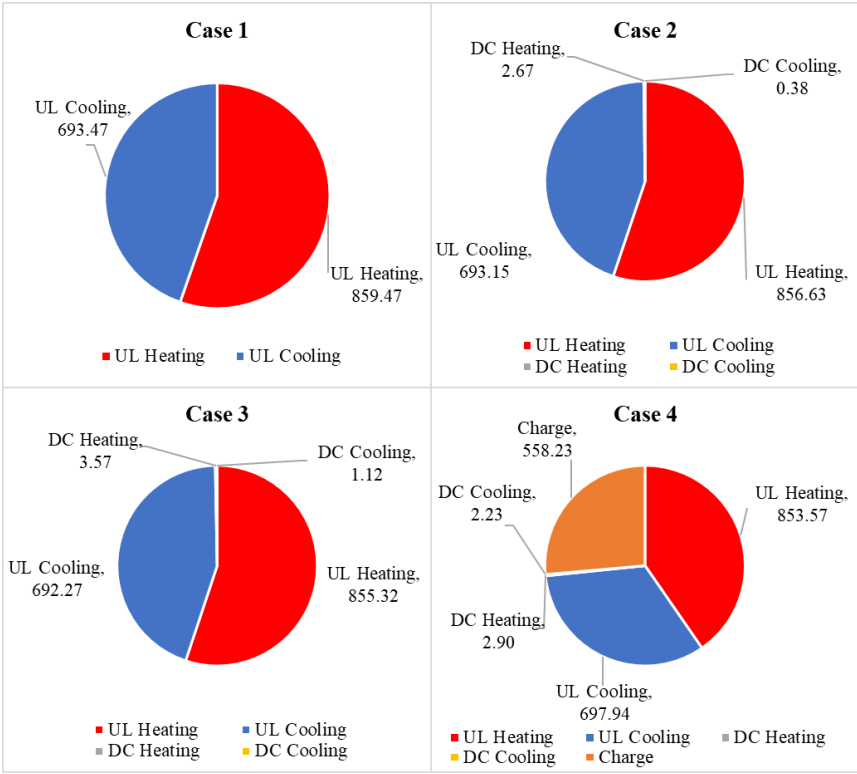 Case 1
UL Cooling,
693.47
UL Heating,
859.47
UL Heating
UL Cooling
Case 2
DC Heating,
2.67
DC Cooling,
0.38
UL Cooling,
693.15
UL Heating,
856.63
UL Heating
UL Cooling
DC Heating
DC Cooling
Case 3
DC Heating,
3.57
DC Cooling,
1.12
UL Cooling,
692.27
UL Heating,
855.32
UL Heating
UL Cooling
DC Heating
DC Cooling
Case 4
Charge,
558.23
UL Heating,
853.57
DC Cooling,
2.23
DC Heating,
2.90
UL Cooling,
697.94
UL Heating
UL Cooling
DC Heating
DC Cooling
Charge